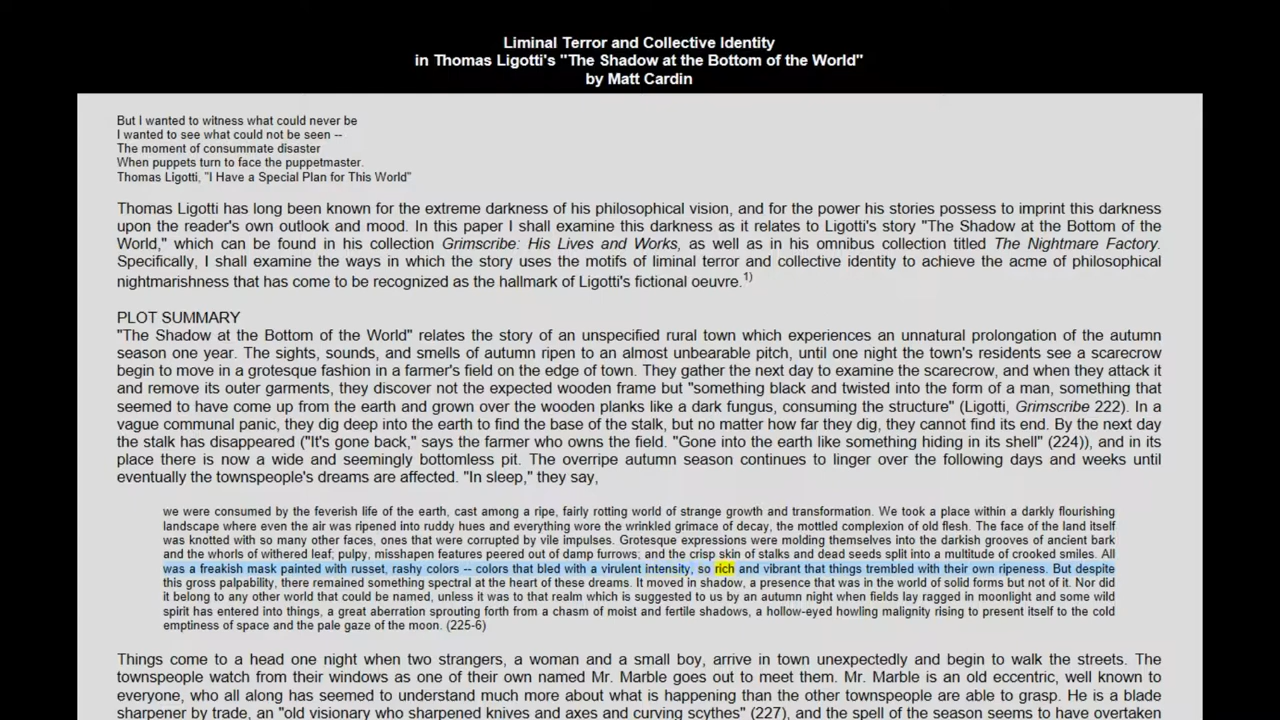 Liminal Terror and Collective Identity
in Thomas Ligotti's "The Shadow at the Bottom of the World"
by Matt Cardin
But I wanted to witness what could never be
I wanted to see what could not be seen --
The moment of consummate disaster
When puppets turn to face the puppetmaster.
Thomas Ligotti, "I Have a Special Plan for This World"
Thomas Ligotti has long been known for the extreme darkness of his philosophical vision, and for the power his stories possess to imprint this darkness
upon the reader's own outlook and mood. In this paper I shall examine this darkness as it relates to Ligotti's story "The Shadow at the Bottom of the
World," which can be found in his collection Grimscribe: His Lives and Works, as well as in his omnibus collection titled The Nightmare Factory.
Specifically, I shall examine the ways in which the story uses the motifs of liminal terror and collective identity to achieve the acme of philosophical
nightmarishness that has come to be recognized as the hallmark of Ligotti's fictional oeuvre.1)
PLOT SUMMARY
"The Shadow at the Bottom of the World" relates the story of an unspecified rural town which experiences an unnatural prolongation of the autumn
season one year. The sights, sounds, and smells of autumn ripen to an almost unbearable pitch, until one night the town's residents see a scarecrow
begin to move in a grotesque fashion in a farmer's field on the edge of town. They gather the next day to examine the scarecrow, and when they attack it
and remove its outer garments, they discover not the expected wooden frame but "something black and twisted into the form of a man, something that
seemed to have come up from the earth and grown over the wooden planks like a dark fungus, consuming the structure" (Ligotti, Grimscribe 222). In a
vague communal panic, they dig deep into the earth to find the base of the stalk, but no matter how far they dig, they cannot find its end. By the next day
the stalk has disappeared ("It's gone back," says the farmer who owns the field. "Gone into the earth like something hiding in its shell" (224)), and in its
place there is now a wide and seemingly bottomless pit. The overripe autumn season continues to linger over the following days and weeks until
eventually the townspeople's dreams are affected. "In sleep," they say,
we were consumed by the feverish life of the earth, cast among a ripe, fairly rotting world of strange growth and transformation. We took a place within a darkly flourishing
landscape where even the air was ripened into ruddy hues and everything wore the wrinkled grimace of decay, the mottled complexion of old flesh. The face of the land itself
was knotted with so many other faces, ones that were corrupted by vile impulses. Grotesque expressions were molding themselves into the darkish grooves of ancient bark
and the whorls of withered leaf; pulpy, misshapen features peered out of damp furrows; and the crisp skin of stalks and dead seeds split into a multitude of crooked smiles. All
was a freakish mask painted with russet, rashy colors -- colors that bled with a virulent intensity, so rich and vibrant that things trembled with their own ripeness. But despite
this gross palpability, there remained something spectral at the heart of these dreams. It moved in shadow, a presence that was in the world of solid forms but not of it. Nor did
it belong to any other world that could be named, unless it was to that realm which is suggested to us by an autumn night when fields lay ragged in moonlight and some wild
spirit has entered into things, a great aberration sprouting forth from a chasm of moist and fertile shadows, a hollow-eyed howling malignity rising to present itself to the cold
emptiness of space and the pale gaze of the moon. (225-6)
Things come to a head one night when two strangers, a woman and a small boy, arrive in town unexpectedly and begin to walk the streets. The
townspeople watch from their windows as one of their own named Mr. Marble goes out to meet them. Mr. Marble is an old eccentric, well known to
everyone, who all along has seemed to understand much more about what is happening than the other townspeople are able to grasp. He is a blade
sharpener by trade, an "old visionary who sharpened knives and axes and curving scythes" (227), and the spell of the season seems to have overtaken